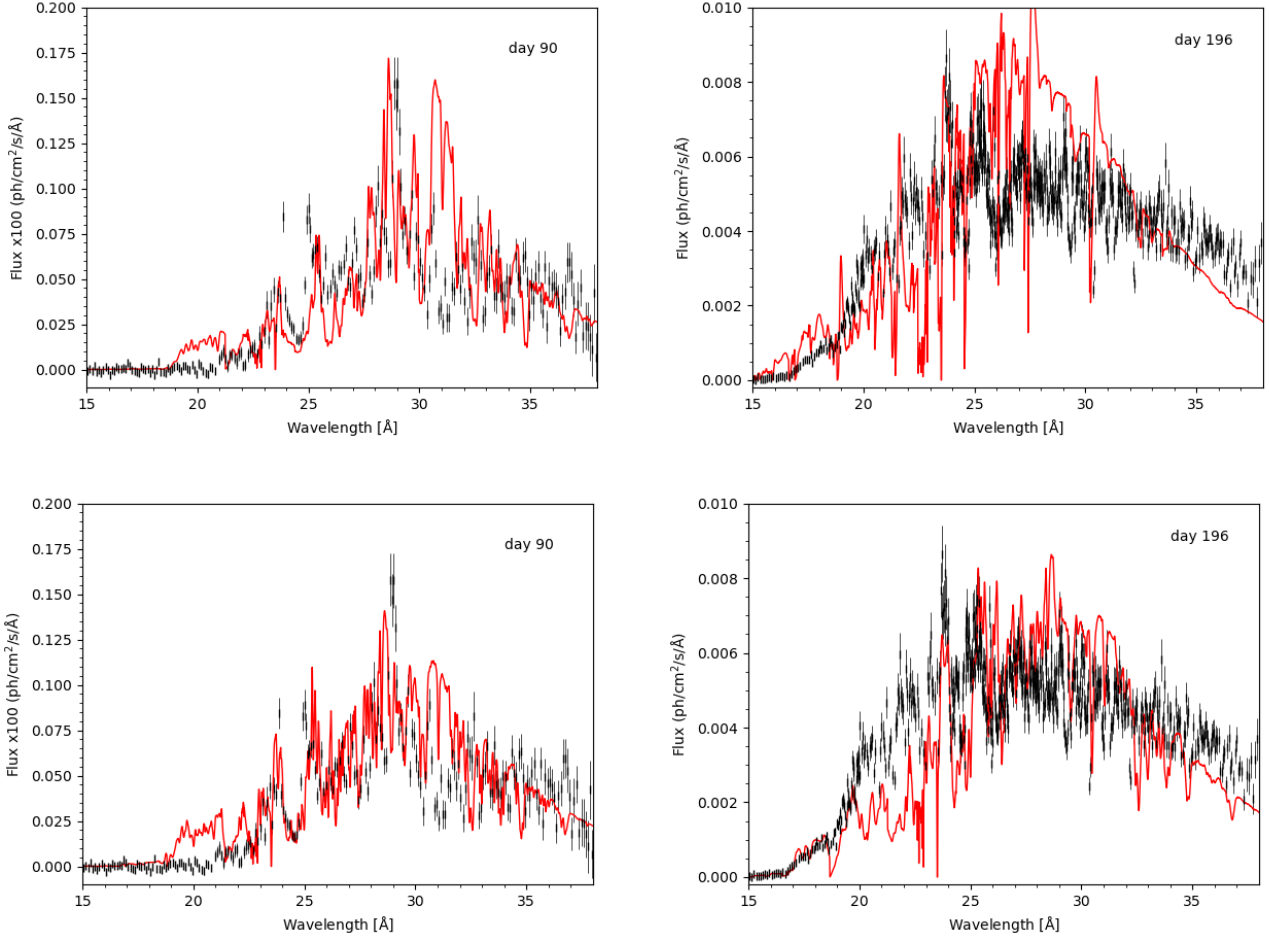 0.200
0.175
0.150
0.125
0.100
0.075
0.050
0.025
0.000
Flux x100 (ph/cm²/s/Å)
day 90
15 20 25 30 35
Wavelength [Å]
0.010
0.008
0.006
0.004
0.002
0.000
Flux (ph/cm²/s/Å)
day 196
15 20 25 30 35
Wavelength [Å]
0.200
0.175
0.150
0.125
0.100
0.075
0.050
0.025
0.000
Flux x100 (ph/cm²/s/Å)
day 90
15 20 25 30 35
Wavelength [Å]
0.010
0.008
0.006
0.004
0.002
0.000
Flux (ph/cm²/s/Å)
day 196
15 20 25 30 35
Wavelength [Å]